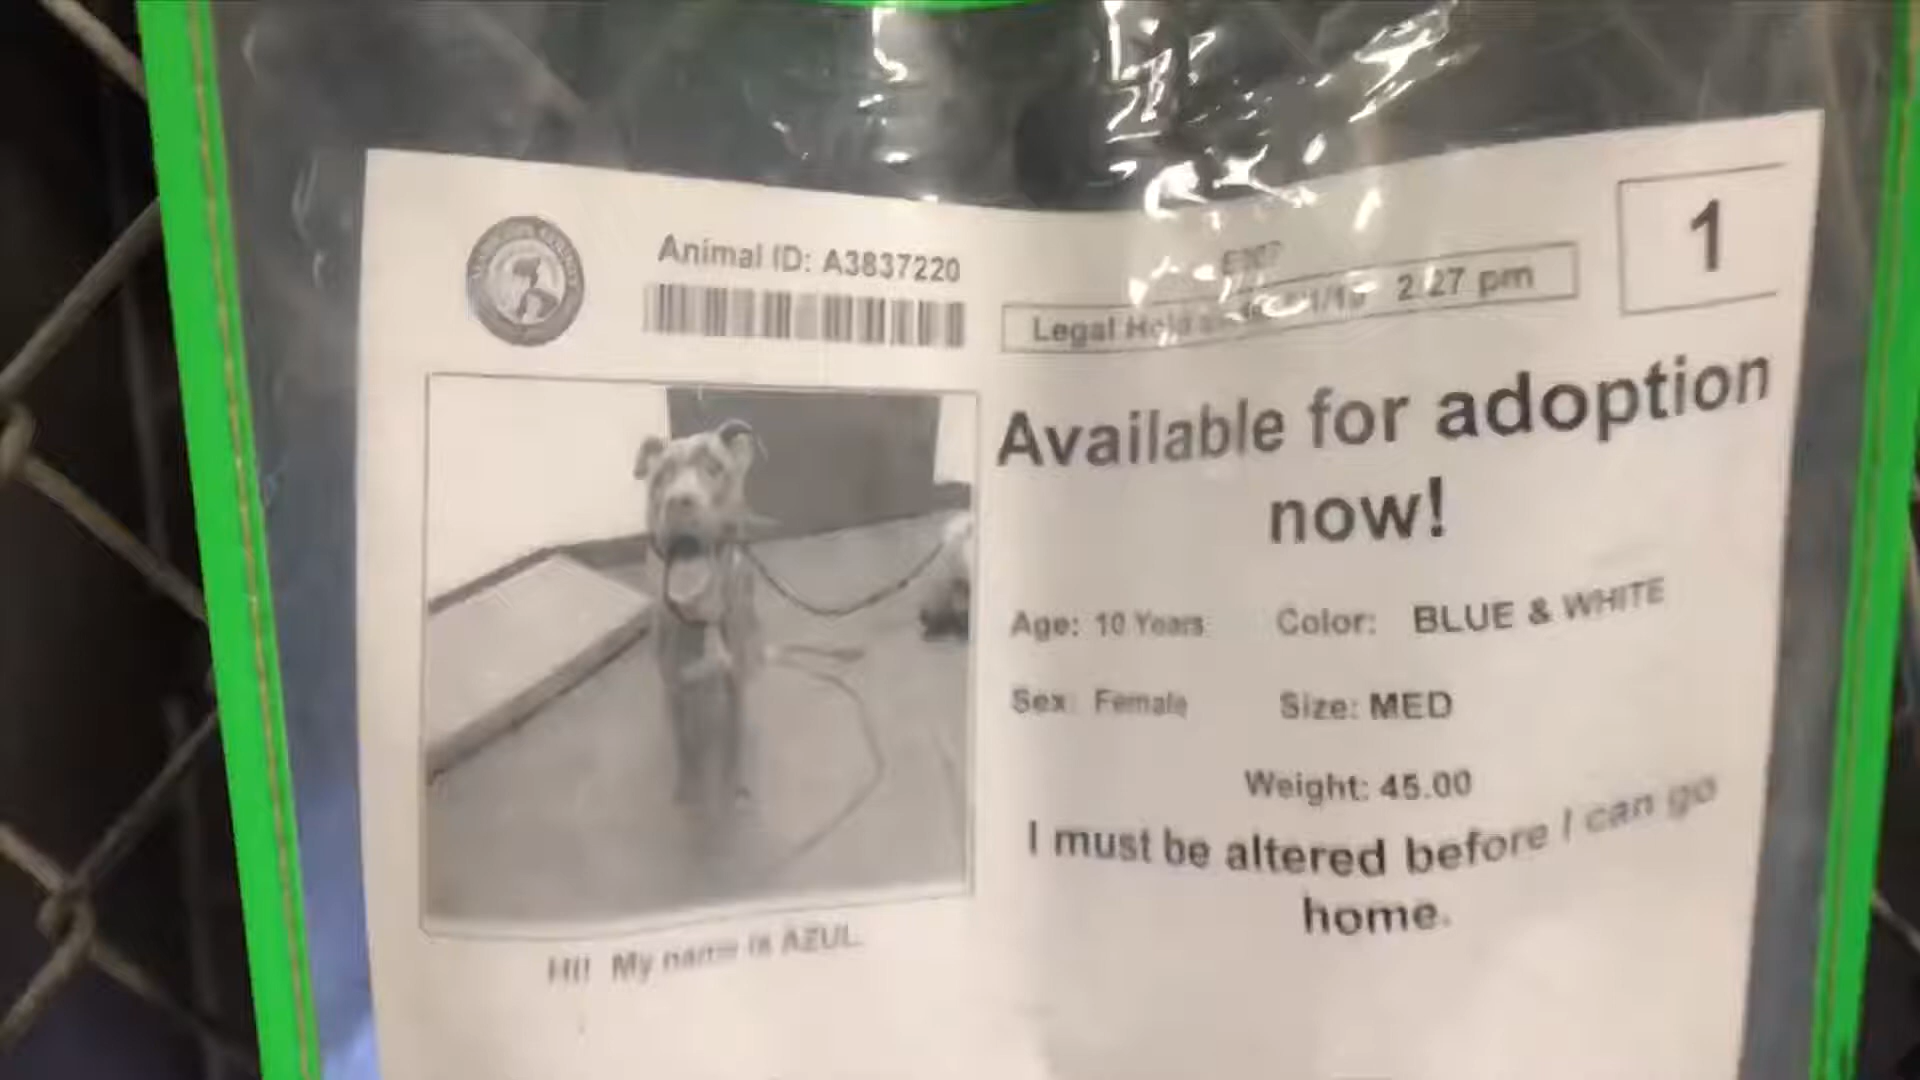 Animal ID: A3837220
1
Legal Hold 2:27 pm
Available for adoption
now!
Age: 10 Years Color: BLUE & WHITE
Sex: Female Size: MED
Weight: 45.00
I must be altered before I can go
home.
Hi! My name is AZUL.